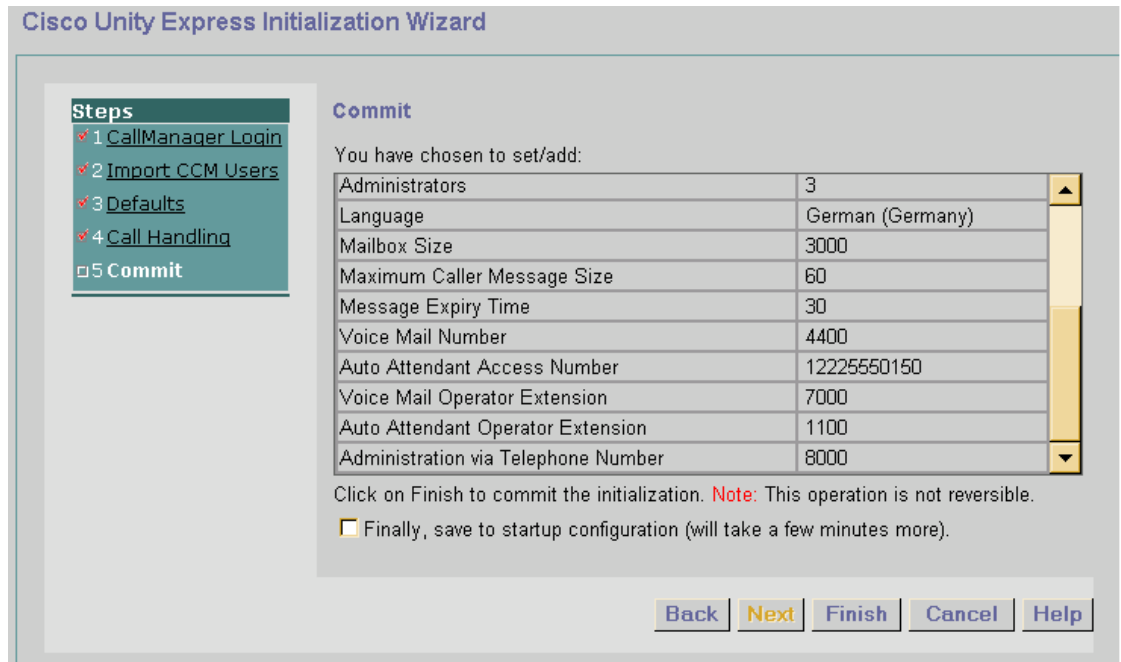 Cisco Unity Express Initialization Wizard
Steps
1 CallManager Login
2 Import CCM Users
3 Defaults
4 Call Handling
5 Commit
Commit
You have chosen to set/add:
Administrators 3
Language German (Germany)
Mailbox Size 3000
Maximum Caller Message Size 60
Message Expiry Time 30
Voice Mail Number 4400
Auto Attendant Access Number 12225550150
Voice Mail Operator Extension 7000
Auto Attendant Operator Extension 1100
Administration via Telephone Number 8000
Click on Finish to commit the initialization. Note: This operation is not reversible.
Finally, save to startup configuration (will take a few minutes more).
Back Next Finish Cancel Help